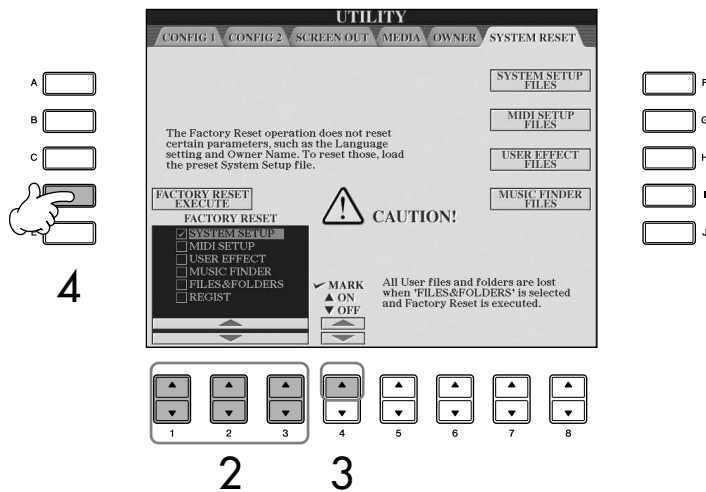 UTILITY
CONFIG 1 CONFIG 2 SCREEN OUT MEDIA OWNER SYSTEM RESET
SYSTEM SETUP
FILES
MIDI SETUP
FILES
The Factory Reset operation does not reset
certain parameters, such as the Language
setting and Owner Name. To reset those, load
the preset System Setup file.
USER EFFECT
FILES
MUSIC FINDER
FILES
FACTORY RESET
EXECUTE
CAUTION!
FACTORY RESET
SYSTEM SETUP
MIDI SETUP
USER EFFECT
MUSIC FINDER
FILES&FOLDERS
REGIST
MARK
▲ ON
▼ OFF
All User files and folders are lost
when 'FILES&FOLDERS' is selected
and Factory Reset is executed.
A
B
C
4
F
G
H
I
J
1 2 3 4 5 6 7 8
2 3